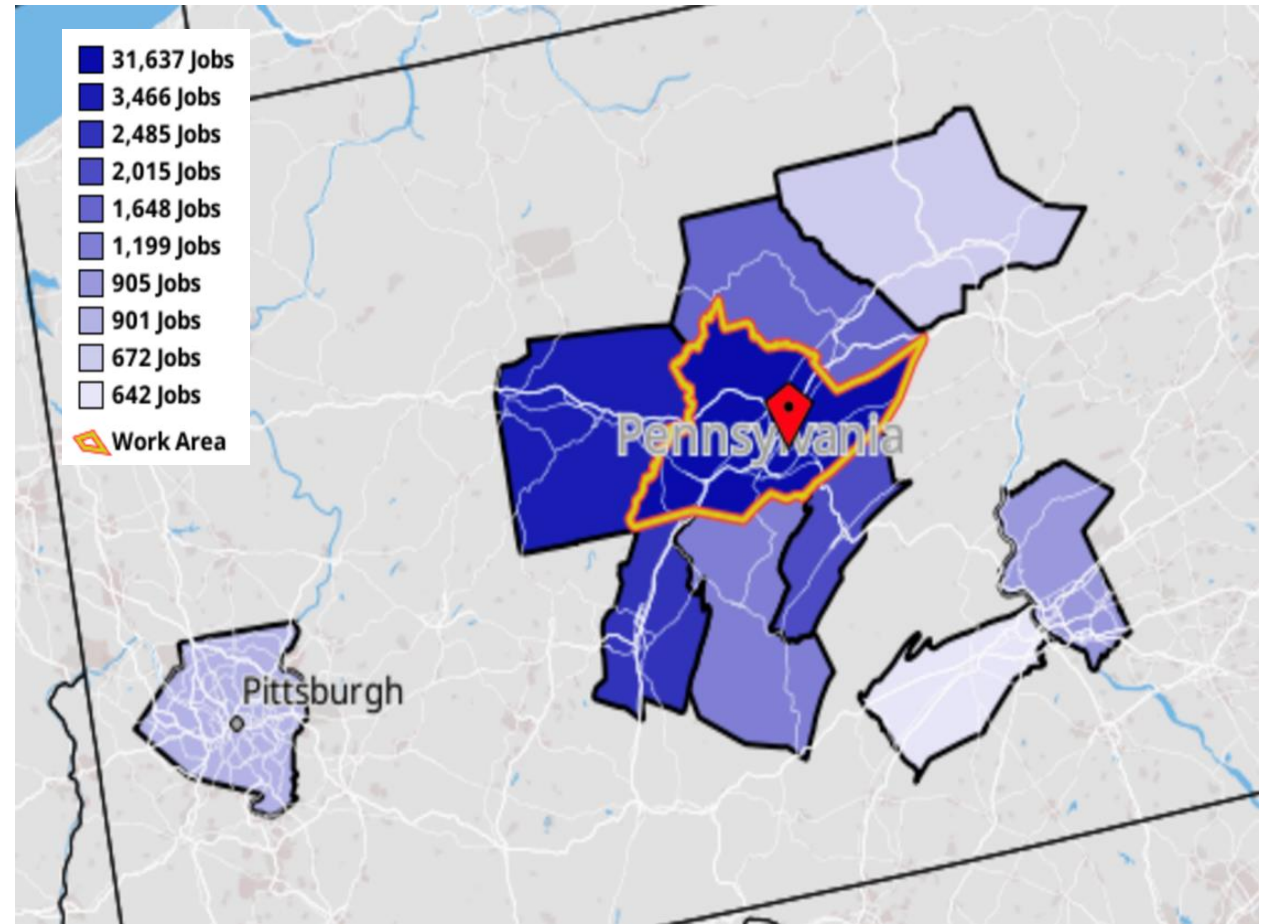 31,637 Jobs
3,466 Jobs
2,485 Jobs
2,015 Jobs
1,648 Jobs
1,199 Jobs
905 Jobs
901 Jobs
672 Jobs
642 Jobs
Work Area
Pennsylvania
Pittsburgh